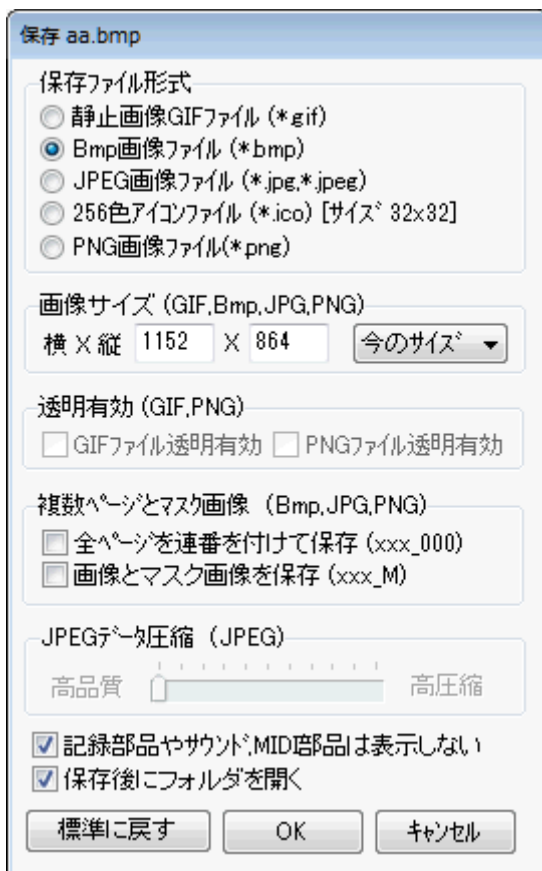 保存 aa.bmp
保存ファイル形式
静止画像GIFファイル (*.gif)
Bmp画像ファイル (*.bmp)
JPEG画像ファイル (*.jpg,*.jpeg)
256色アイコンファイル (*.ico) [サイズ 32x32]
PNG画像ファイル(*.png)
画像サイズ (GIF,Bmp,JPG,PNG)
横 X 縦 1152 X 864 今のサイズ
透明有効 (GIF,PNG)
GIFファイル透明有効 PNGファイル透明有効
複数ページとマスク画像 (Bmp,JPG,PNG)
全ページを連番を付けて保存 (xxx_000)
画像とマスク画像を保存 (xxx_M)
JPEGデータ圧縮 (JPEG)
高品質 高圧縮
記録部品やサウンド,MIDI部品は表示しない
保存後にフォルダを開く
標準に戻す OK キャンセル